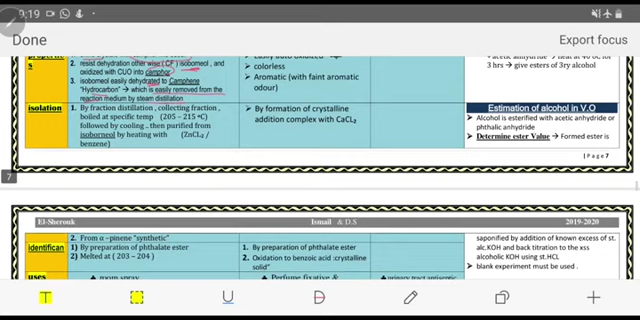 9:19
Done
Export focus
propertie
s
2. resist dehydration other wise (CF) isobornol, and
oxidized with CUO into camphor
3. isoborneol easily dehydrated to Camphene
"Hydrocarbon" → which is easily removed from the
reaction medium by steam distillation
colorless
Aromatic (with faint aromatic
odour)
3 hrs → give esters of 3ry alcohol
isolation
1. By fraction distillation, collecting fraction ,
boiled at specific temp (205 – 215 ºC)
followed by cooling.. then purified from
isoborneol by heating with (ZnCL₂ /
benzene)
By formation of crystalline
addition complex with CaCL₂
Estimation of alcohol in V.O
Alcohol is esterified with acetic anhydride or
phthalic anhydride
Determine ester Value → Formed ester is
| P a g e 7
7
El-Sherouk Ismail & D.S 2019-2020
2. From α –pinene "synthetic"
identifican
1) By preparation of phthalate ester
2) Melted at ( 203 – 204 )
1. By preparation of phthalate ester
2. Oxidation to benzoic acid :crystalline
solid"
saponified by addition of known excess of st.
alc.KOH and back titration to the xss
alcoholic KOH using st.HCL
blank experiment must be used .
uses
room spray
Perfume fixative &
urinary tract antiseptic